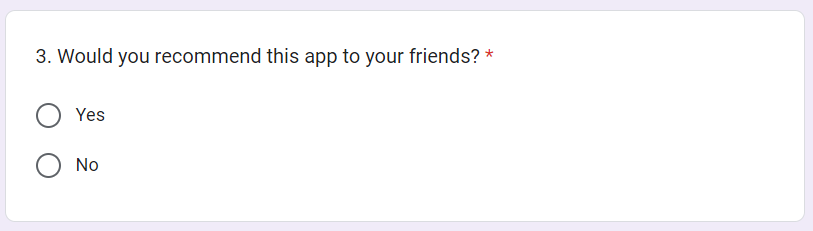 3. Would you recommend this app to your friends? *
Yes
No